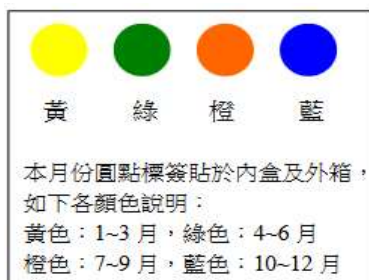 黃 綠 橙 藍
本月份圓點標簽貼於內盒及外箱，
如下各顏色說明：
黃色：1~3 月，綠色：4~6 月
橙色：7~9 月，藍色：10~12 月